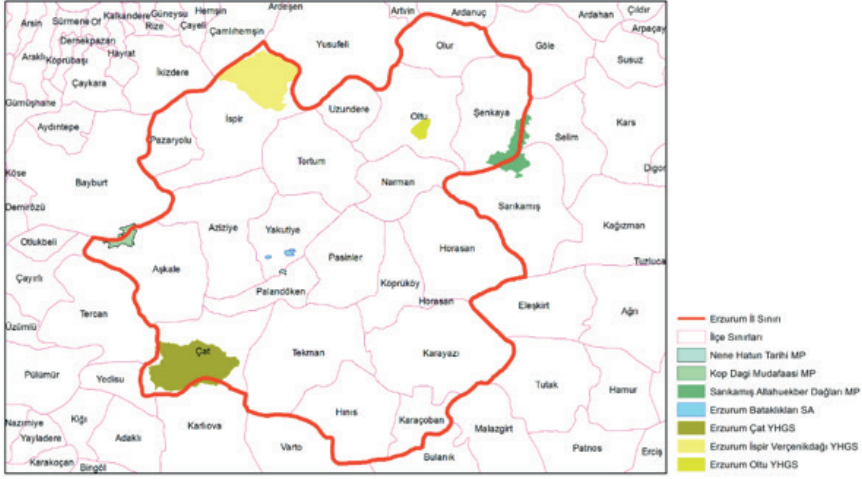 Arsin
Sürmene
Of
Kalkandere
Güneysu
Hemşin
Ardeşen
Artvin
Ardanuç
Ardahan
Çıldır
Rize
Çayeli
Çamlıhemşin
Dernekpazarı
Yusufeli
Olur
Göle
Arpaçay
Araklı
Köprübaşı
Hayrat
İkizdere
Susuz
Çaykara
Gümüşhane
Aydıntepe
İspir
Uzundere
Oltu
Şenkaya
Kars
Pazaryolu
Selim
Tortum
Digor
Köse
Bayburt
Narman
Demirözü
Sarıkamış
Aziziye
Yakutiye
Kağızman
Otlukbeli
Pasinler
Horasan
Tuzluca
Çayırlı
Aşkale
Köprüköy
Palandöken
Horasan
Eleşkirt
Ağrı
Tercan
Üzümlü
Çat
Tekman
Karayazı
Pülümür
Yedisu
Tutak
Hamur
Nazımiye
Kığı
Karlıova
Hınıs
Karaçoban
Malazgirt
Yayladere
Adaklı
Varto
Bulanık
Patnos
Erciş
Karakoçan
Bingöl
Erzurum İl Sınırı
İlçe Sınırları
Nene Hatun Tarihi MP
Kop Dagi Mudafaasi MP
Sarıkamış Allahuekber Dağları MP
Erzurum Bataklıkları SA
Erzurum Çat YHGS
Erzurum İspir Verçenikdağı YHGS
Erzurum Oltu YHGS